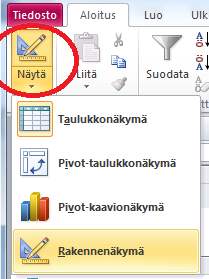 Tiedosto Aloitus Luo Ulk
Näytä Liitä Suodata
Taulukkonäkymä
Pivot-taulukkonäkymä
Pivot-kaavionäkymä
Rakennenäkymä